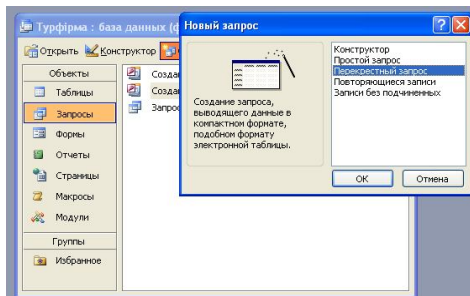 Турфирма : база данных (ф
Открыть Конструктор
Объекты
Таблицы
Запросы
Формы
Отчеты
Страницы
Макросы
Модули
Группы
Избранное
Созда
Созда
Запрос
Новый запрос
Создание запроса,
выводящего данные в
компактном формате,
подобном формату
электронной таблицы.
Конструктор
Простой запрос
Перекрестный запрос
Повторяющиеся записи
Записи без подчиненных
ОК
Отмена